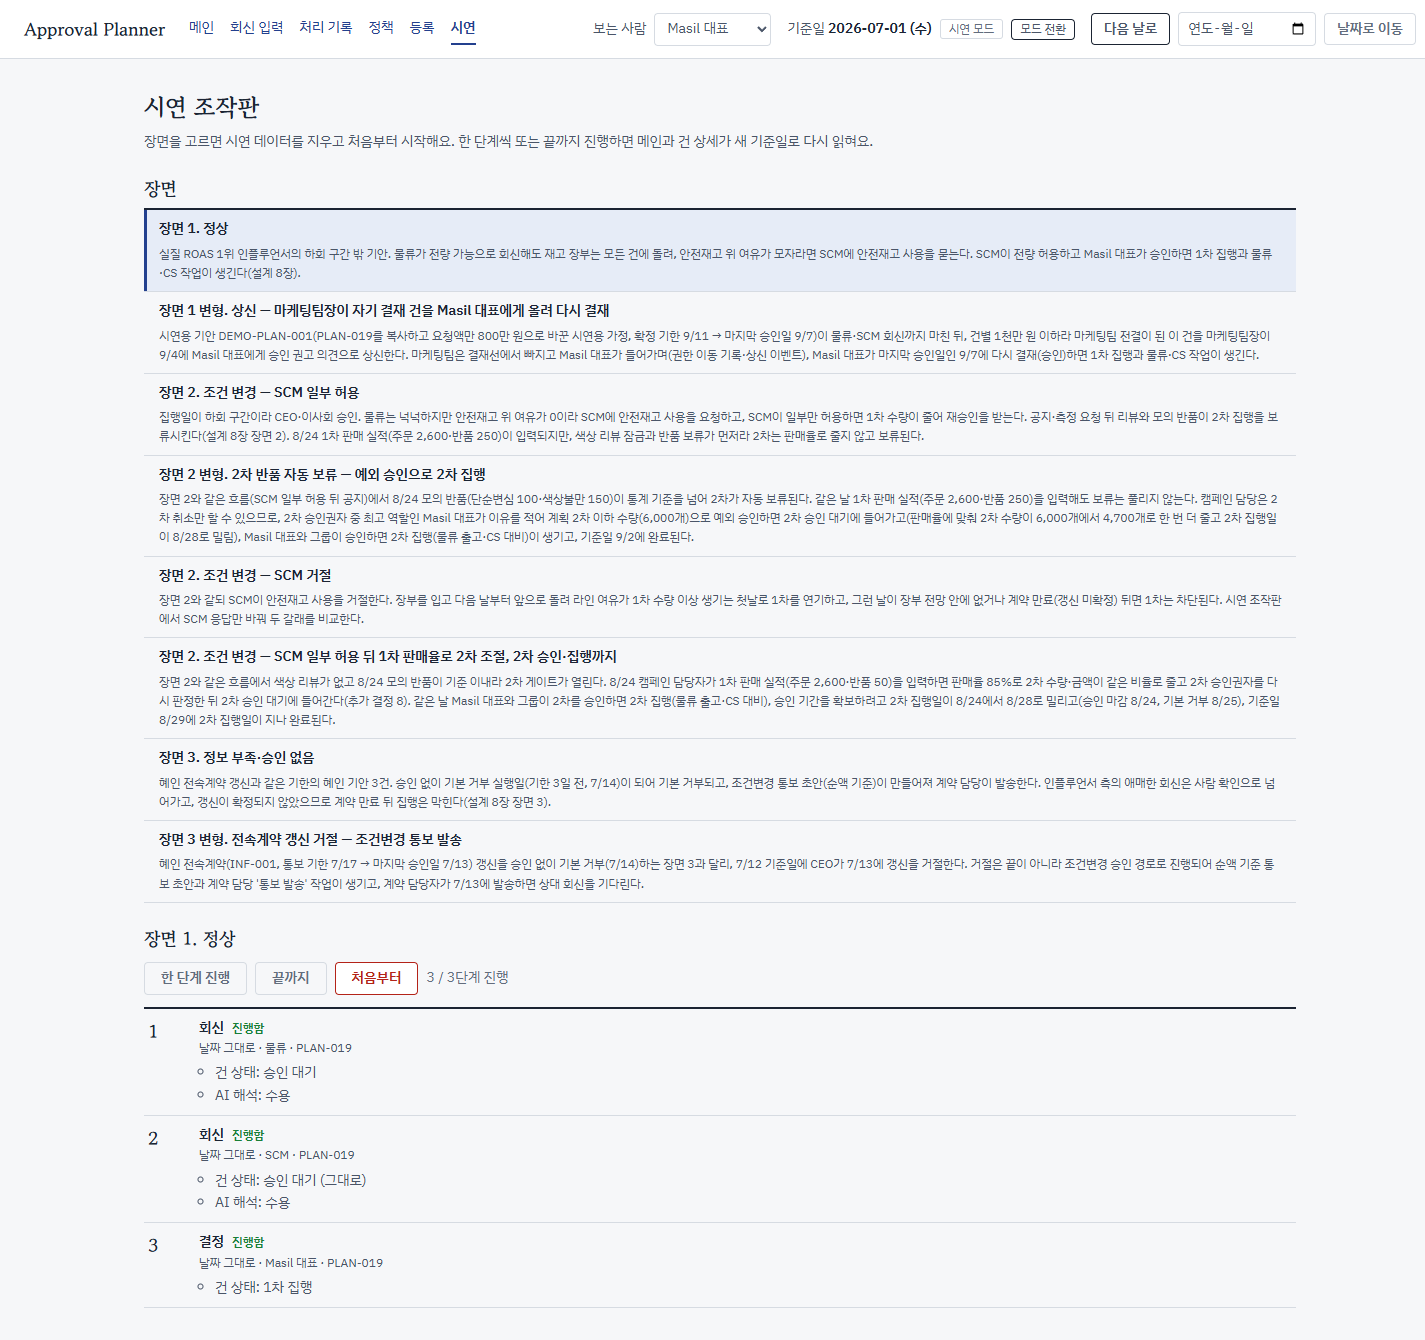 Approval Planner 메인 회신 입력 처리 기록 정책 등록 시연 보는 사람 Masil 대표 기준일 2026-07-01 (수) 시연 모드 모드 전환 다음 날로 연도-월-일 날짜로 이동
시연 조작판
장면을 고르면 시연 데이터를 지우고 처음부터 시작해요. 한 단계씩 또는 끝까지 진행하면 메인과 건 상세가 새 기준일로 다시 읽혀요.
장면
장면 1. 정상
실질 ROAS 1위 인플루언서의 하회 구간 밖 기안. 물류가 전량 가능으로 회신해도 재고 장부는 모든 건에 돌려, 안전재고 위 여유가 모자라면 SCM에 안전재고 사용을 묻는다. SCM이 전량 허용하고 Masil 대표가 승인하면 1차 집행과 물류
·CS 작업이 생긴다(설계 8장).
장면 1 변형. 상신 — 마케팅팀장이 자기 결재 건을 Masil 대표에게 올려 다시 결재
시연용 기안 DEMO-PLAN-001(PLAN-019를 복사하고 요청액만 800만 원으로 바꾼 시연용 가정, 확정 기한 9/11 → 마지막 승인일 9/7)이 물류·SCM 회신까지 마친 뒤, 건별 1천만 원 이하라 마케팅팀 전결이 된 이 건을 마케팅팀장이
9/4에 Masil 대표에게 승인 권고 의견으로 상신한다. 마케팅팀은 결재선에서 빠지고 Masil 대표가 들어가며(권한 이동 기록·상신 이벤트), Masil 대표가 마지막 승인일인 9/7에 다시 결재(승인)하면 1차 집행과 물류·CS 작업이 생긴다.
장면 2. 조건 변경 — SCM 일부 허용
집행일이 하회 구간이라 CEO·이사회 승인. 물류는 넉넉하지만 안전재고 위 여유가 0이라 SCM에 안전재고 사용을 요청하고, SCM이 일부만 허용하면 1차 수량이 줄어 재승인을 받는다. 공지·측정 요청 뒤 리뷰와 모의 반품이 2차 집행을 보
류시킨다(설계 8장 장면 2). 8/24 1차 판매 실적(주문 2,600·반품 250)이 입력되지만, 색상 리뷰 잠금과 반품 보류가 먼저라 2차는 판매율로 줄지 않고 보류된다.
장면 2 변형. 2차 반품 자동 보류 — 예외 승인으로 2차 집행
장면 2와 같은 흐름(SCM 일부 허용 뒤 공지)에서 8/24 모의 반품(단순변심 100·색상불만 150)이 통계 기준을 넘어 2차가 자동 보류된다. 같은 날 1차 판매 실적(주문 2,600·반품 250)을 입력해도 보류는 풀리지 않는다. 캠페인 담당은 2
차 취소만 할 수 있으므로, 2차 승인권자 중 최고 역할인 Masil 대표가 이유를 적어 계획 2차 이하 수량(6,000개)으로 예외 승인하면 2차 승인 대기에 들어가고(판매율에 맞춰 2차 수량이 6,000개에서 4,700개로 한 번 더 줄고 2차 집행일
이 8/28로 밀림), Masil 대표와 그룹이 승인하면 2차 집행(물류 출고·CS 대비)이 생기고, 기준일 9/2에 완료된다.
장면 2. 조건 변경 — SCM 거절
장면 2와 같되 SCM이 안전재고 사용을 거절한다. 장부를 입고 다음 날부터 앞으로 돌려 라인 여유가 1차 수량 이상 생기는 첫날로 1차를 연기하고, 그런 날이 장부 전망 안에 없거나 계약 만료(갱신 미확정) 뒤면 1차는 차단된다. 시연 조작판
에서 SCM 응답만 바꿔 두 갈래를 비교한다.
장면 2. 조건 변경 — SCM 일부 허용 뒤 1차 판매율로 2차 조절, 2차 승인·집행까지
장면 2와 같은 흐름에서 색상 리뷰가 없고 8/24 모의 반품이 기준 이내라 2차 게이트가 열린다. 8/24 캠페인 담당자가 1차 판매 실적(주문 2,600·반품 50)을 입력하면 판매율 85%로 2차 수량·금액이 같은 비율로 줄고 2차 승인권자를 다
시 판정한 뒤 2차 승인 대기에 들어간다(추가 결정 8). 같은 날 Masil 대표와 그룹이 2차를 승인하면 2차 집행(물류 출고·CS 대비), 승인 기간을 확보하려고 2차 집행일이 8/24에서 8/28로 밀리고(승인 마감 8/24, 기본 거부 8/25), 기준일
8/29에 2차 집행일이 지나 완료된다.
장면 3. 정보 부족·승인 없음
혜인 전속계약 갱신과 같은 기한의 혜인 기안 3건. 승인 없이 기본 거부 실행일(기한 3일 전, 7/14)이 되어 기본 거부되고, 조건변경 통보 초안(순액 기준)이 만들어져 계약 담당이 발송한다. 인플루언서 측의 애매한 회신은 사람 확인으로 넘
어가고, 갱신이 확정되지 않았으므로 계약 만료 뒤 집행은 막힌다(설계 8장 장면 3).
장면 3 변형. 전속계약 갱신 거절 — 조건변경 통보 발송
혜인 전속계약(INF-001, 통보 기한 7/17 → 마지막 승인일 7/13) 갱신을 승인 없이 기본 거부(7/14)하는 장면 3과 달리, 7/12 기준일에 CEO가 7/13에 갱신을 거절한다. 거절은 끝이 아니라 조건변경 승인 경로로 진행되어 순액 기준 통
보 초안과 계약 담당 '통보 발송' 작업이 생기고, 계약 담당자가 7/13에 발송하면 상대 회신을 기다린다.
장면 1. 정상
한 단계 진행 끝까지 처음부터 3 / 3단계 진행
1 회신 진행함
날짜 그대로 · 물류 · PLAN-019
건 상태: 승인 대기
AI 해석: 수용
2 회신 진행함
날짜 그대로 · SCM · PLAN-019
건 상태: 승인 대기 (그대로)
AI 해석: 수용
3 결정 진행함
날짜 그대로 · Masil 대표 · PLAN-019
건 상태: 1차 집행